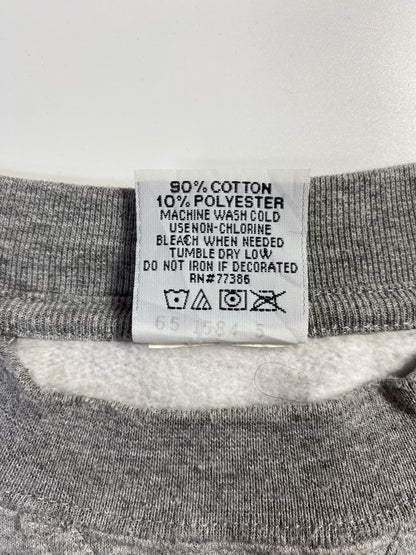 90% COTTON
10% POLYESTER
MACHINE WASH COLD
USE NON-CHLORINE
BLEACH WHEN NEEDED
TUMBLE DRY LOW
DO NOT IRON IF DECORATED
RN#77386
65 1584 5